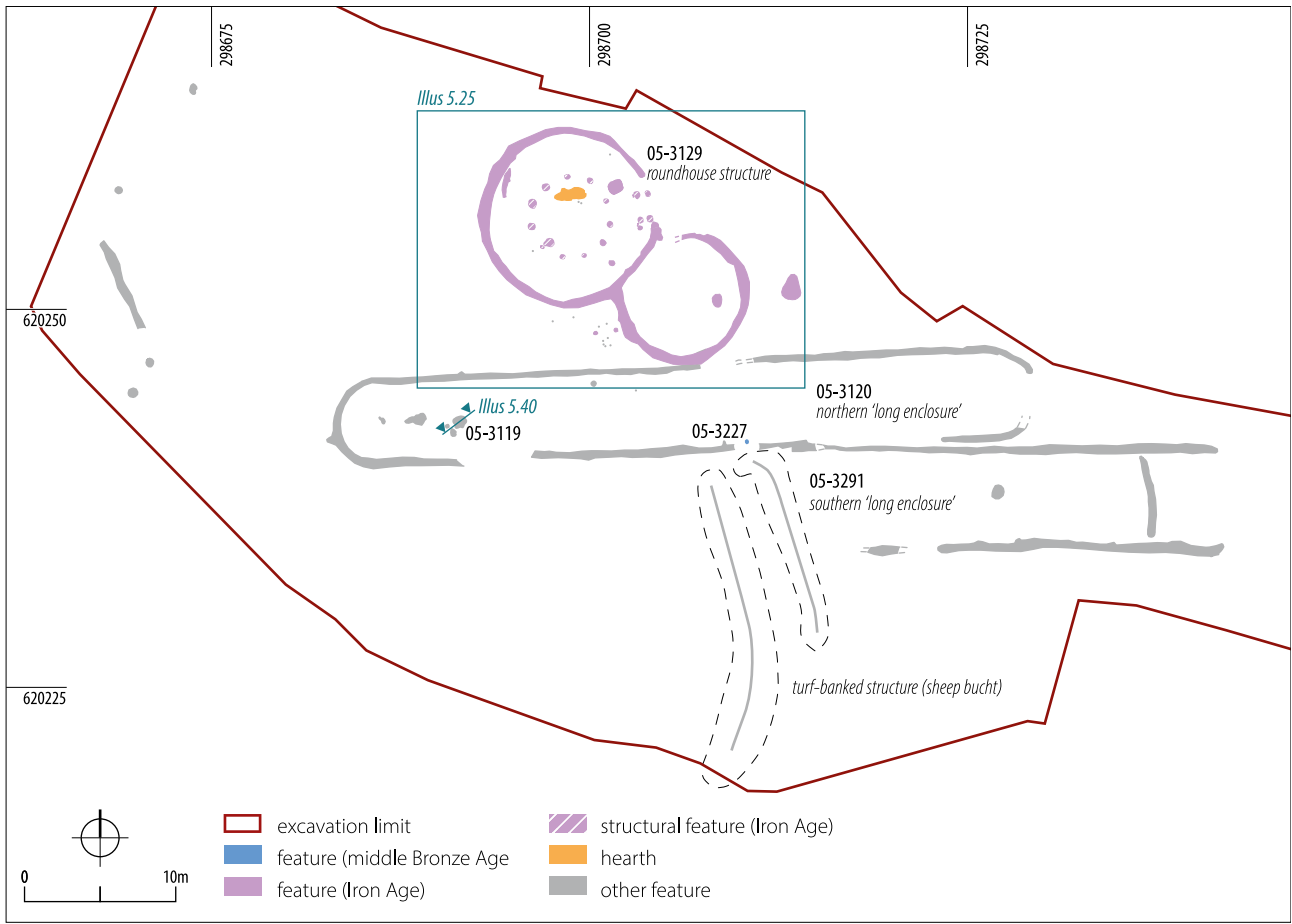 298675
298700
298725
Illus 5.25
05-3129
roundhouse structure
620250
05-3120
northern 'long enclosure'
Illus 5.40
05-3119
05-3227
05-3291
southern 'long enclosure'
620225
turf-banked structure (sheep bucht)
excavation limit
feature (middle Bronze Age
feature (Iron Age)
structural feature (Iron Age)
hearth
other feature
0 10m